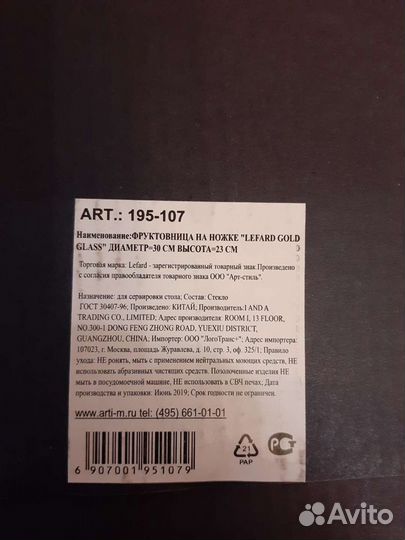 ART.: 195-107
Наименование:ФРУКТОВНИЦА НА НОЖКЕ "LEFARD GOLD
GLASS" ДИАМЕТР=30 СМ ВЫСОТА=23 СМ
Торговая марка: Lefard - зарегистрированный товарный знак.Произведено
с согласия правообладателя товарного знака ООО "Арт-стиль".
Назначение: для сервировки стола; Состав: Стекло
ГОСТ 30407-96; Произведено: КИТАЙ; Производитель:I AND A
TRADING CO., LIMITED; Адрес производителя: ROOM I, 13 FLOOR,
NO.300-1 DONG FENG ZHONG ROAD, YUEXIU DISTRICT,
GUANGZHOU, CHINA; Импортер: ООО "ЛогоТранс+"; Адрес импортера:
107023, г. Москва, площадь Журавлева, д. 10, стр. 3, оф. 325/1; Правило
ухода: НЕ ронять, мыть с применением нейтральных моющих средств, НЕ
использовать абразивных чистящих средств. Позолоченные изделия НЕ
мыть в посудомоечной машине, НЕ использовать в СВЧ печах; Дата
производства и упаковки: Июнь 2019; Срок годности не ограничен.
www.arti-m.ru tel: (495) 661-01-01
6 907001 951079
21
PAP
РСТ
Avito